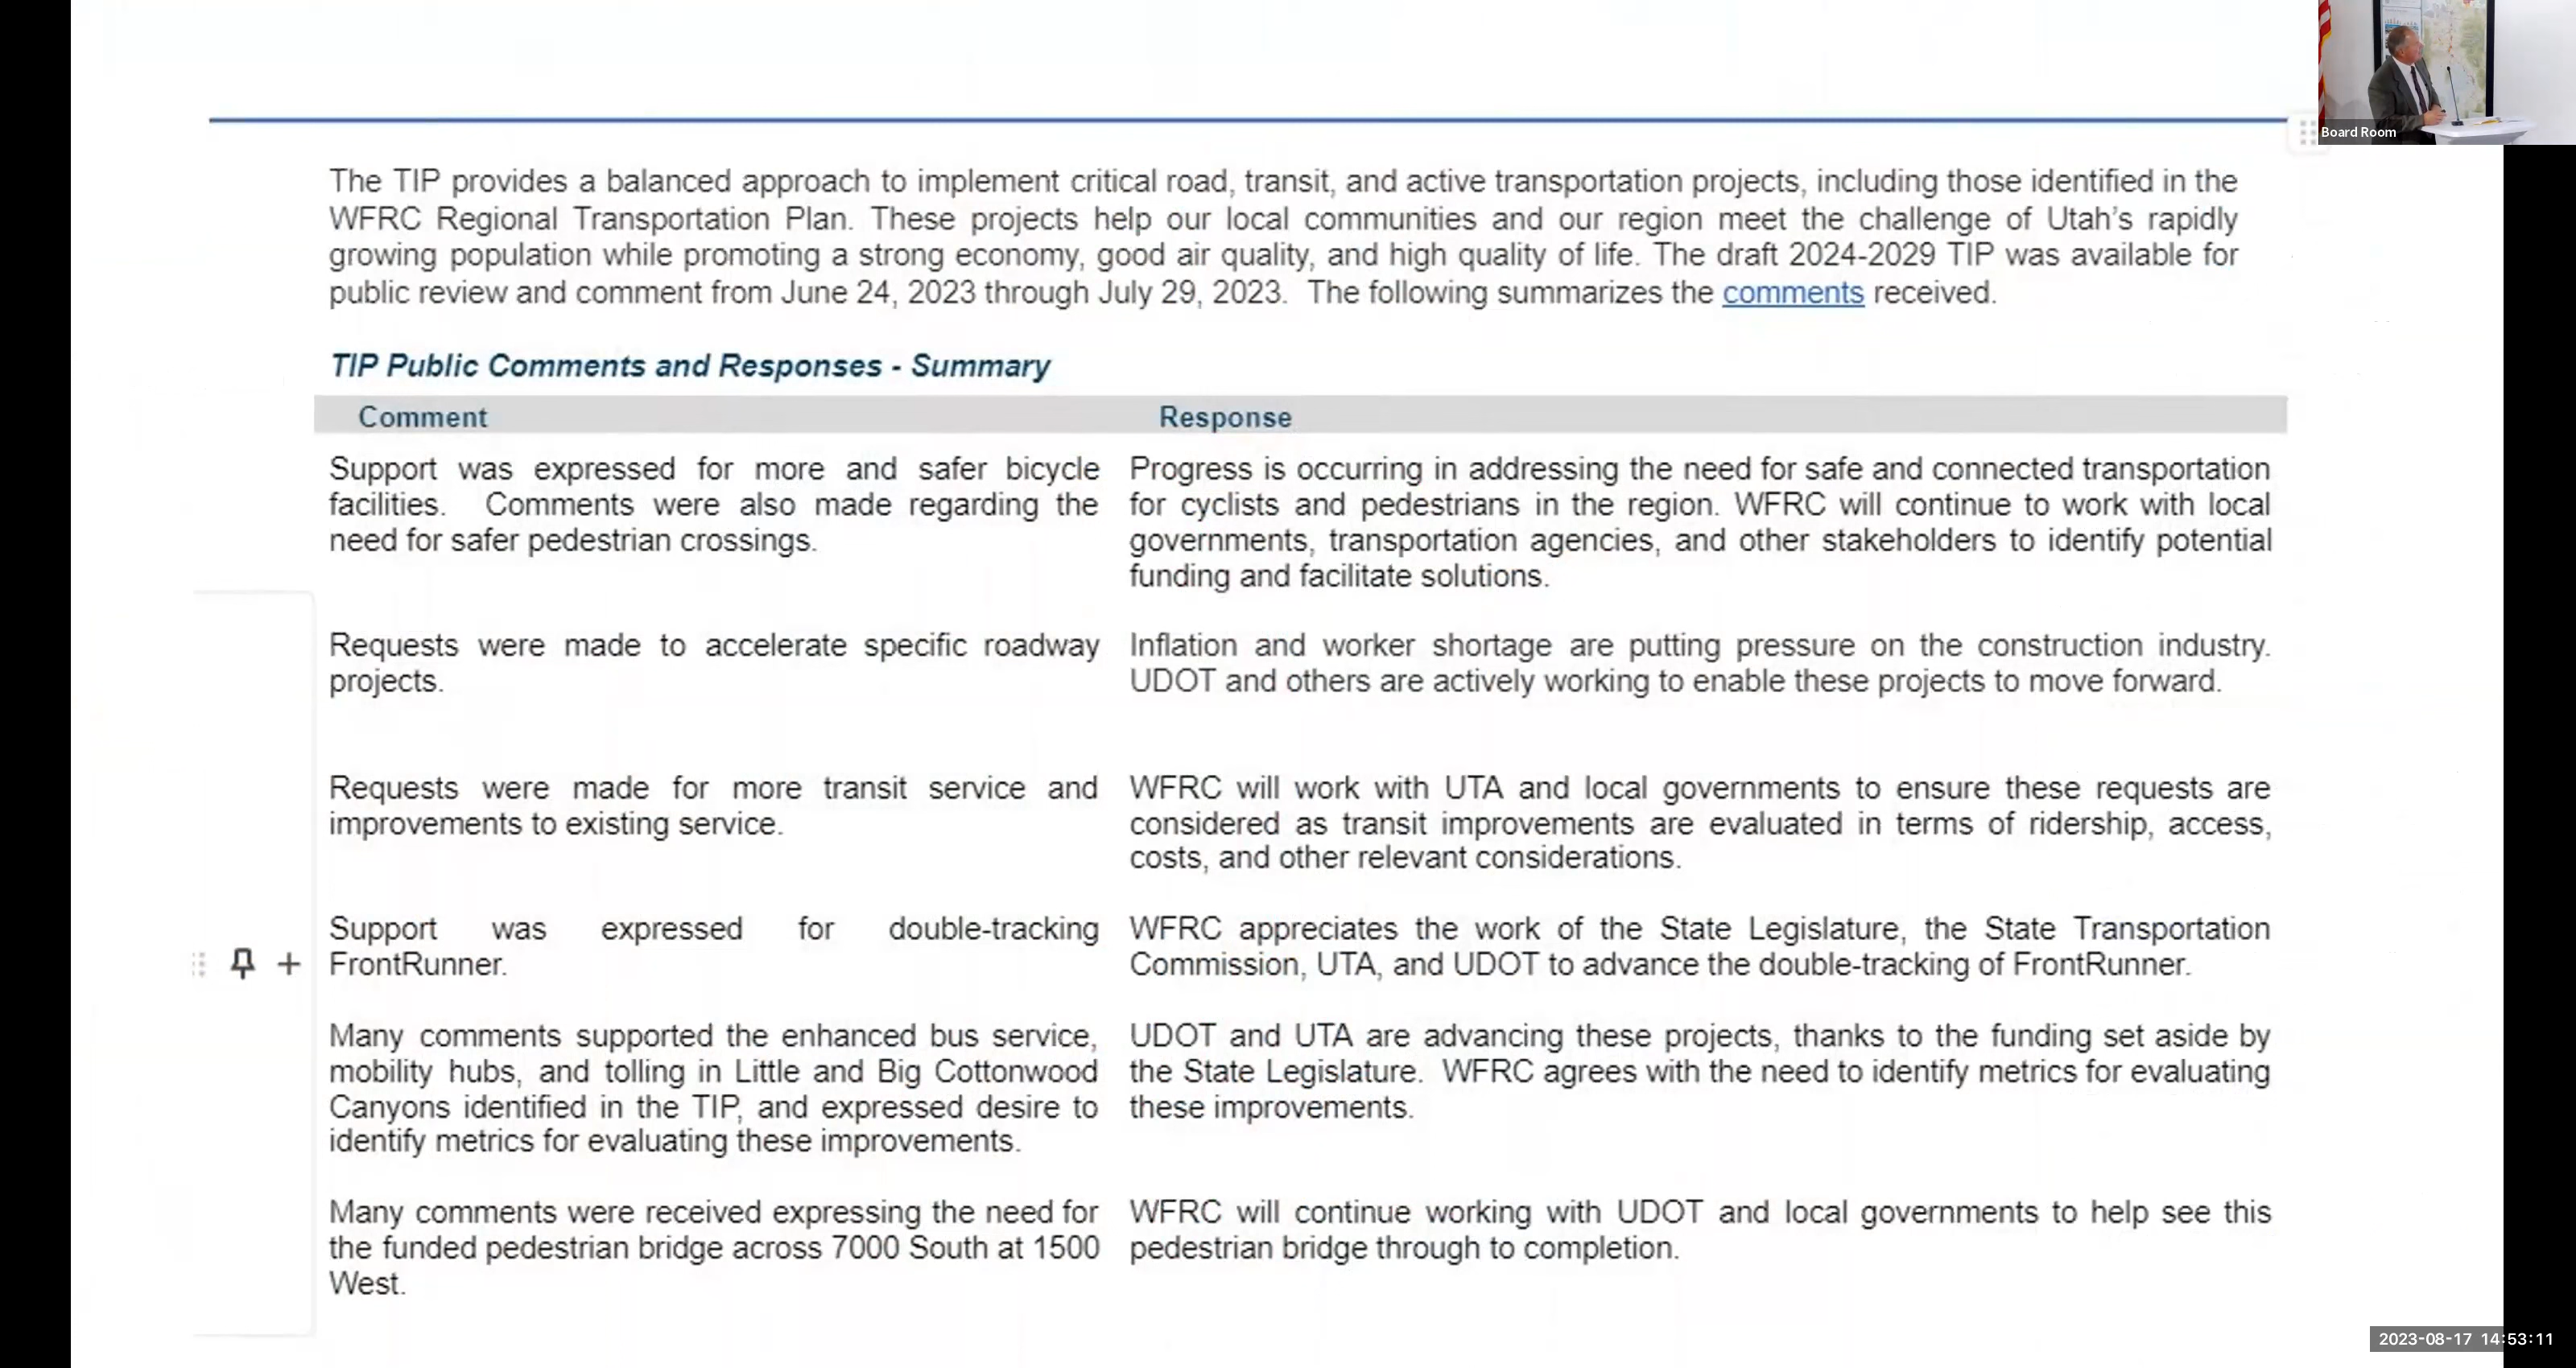 Board Room
The TIP provides a balanced approach to implement critical road, transit, and active transportation projects, including those identified in the
WFRC Regional Transportation Plan. These projects help our local communities and our region meet the challenge of Utah's rapidly
growing population while promoting a strong economy, good air quality, and high quality of life. The draft 2024-2029 TIP was available for
public review and comment from June 24, 2023 through July 29, 2023.  The following summarizes the comments received.
TIP Public Comments and Responses - Summary
Comment
Response
Support was expressed for more and safer bicycle
facilities.  Comments were also made regarding the
need for safer pedestrian crossings.
Progress is occurring in addressing the need for safe and connected transportation
for cyclists and pedestrians in the region. WFRC will continue to work with local
governments, transportation agencies, and other stakeholders to identify potential
funding and facilitate solutions.
Requests were made to accelerate specific roadway
projects.
Inflation and worker shortage are putting pressure on the construction industry.
UDOT and others are actively working to enable these projects to move forward.
Requests were made for more transit service and
improvements to existing service.
WFRC will work with UTA and local governments to ensure these requests are
considered as transit improvements are evaluated in terms of ridership, access,
costs, and other relevant considerations.
Support was expressed for double-tracking
FrontRunner.
WFRC appreciates the work of the State Legislature, the State Transportation
Commission, UTA, and UDOT to advance the double-tracking of FrontRunner.
Many comments supported the enhanced bus service,
mobility hubs, and tolling in Little and Big Cottonwood
Canyons identified in the TIP, and expressed desire to
identify metrics for evaluating these improvements.
UDOT and UTA are advancing these projects, thanks to the funding set aside by
the State Legislature.  WFRC agrees with the need to identify metrics for evaluating
these improvements.
Many comments were received expressing the need for
the funded pedestrian bridge across 7000 South at 1500
West.
WFRC will continue working with UDOT and local governments to help see this
pedestrian bridge through to completion.
2023-08-17 14:53:11